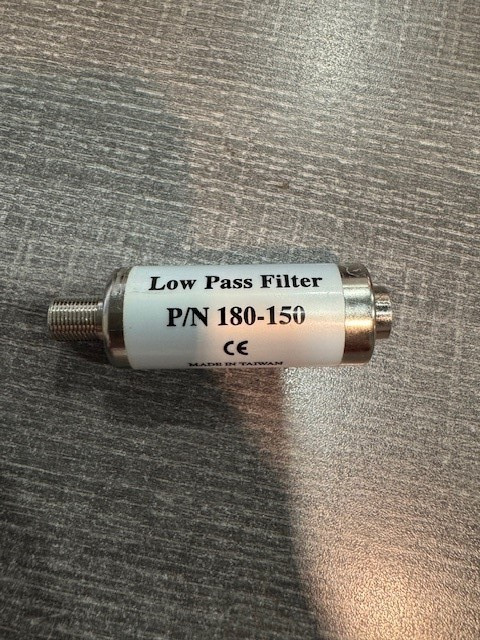 Low Pass Filter
P/N 180-150
CE
MADE IN TAIWAN